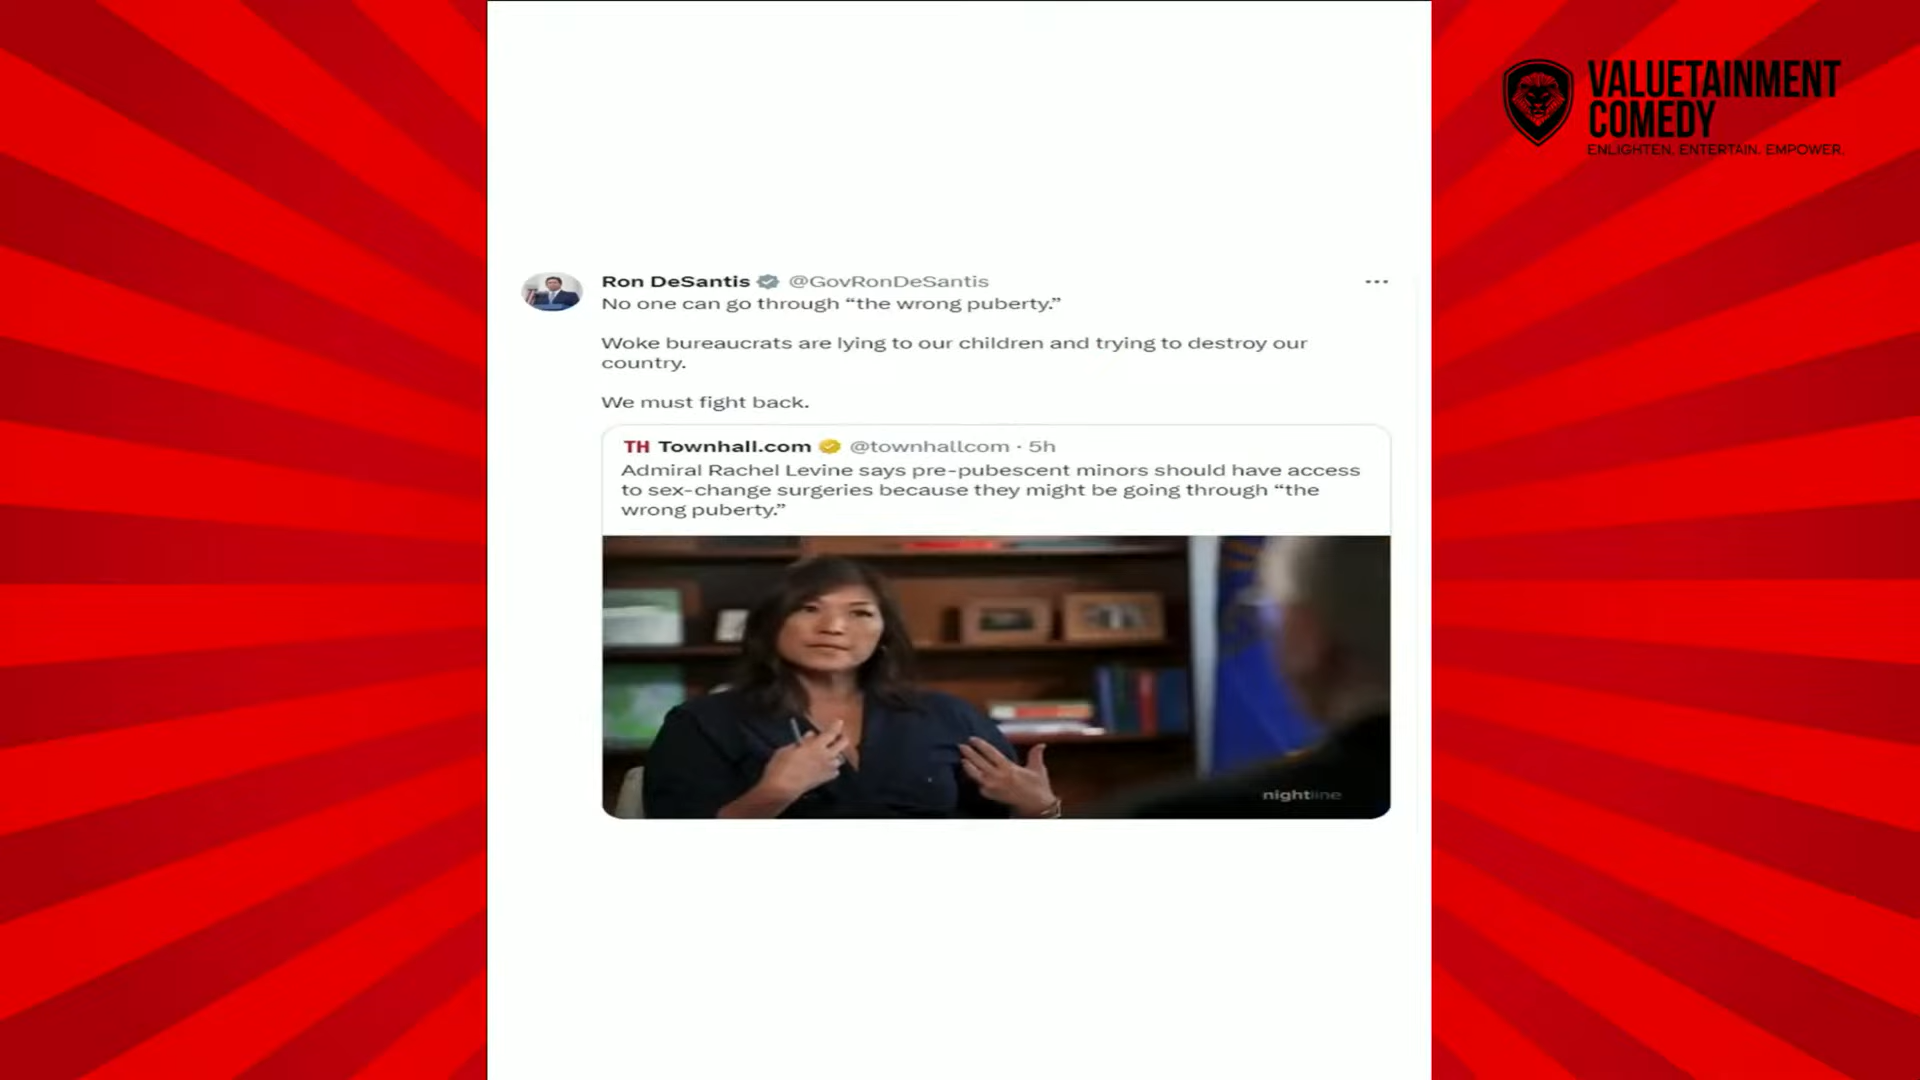 VALUETAINMENT
COMEDY
ENLIGHTEN. ENTERTAIN. EMPOWER.
Ron DeSantis @GovRonDeSantis
No one can go through “the wrong puberty.”
Woke bureaucrats are lying to our children and trying to destroy our
country.
We must fight back.
TH Townhall.com @townhallcom · 5h
Admiral Rachel Levine says pre-pubescent minors should have access
to sex-change surgeries because they might be going through “the
wrong puberty.”
nightline